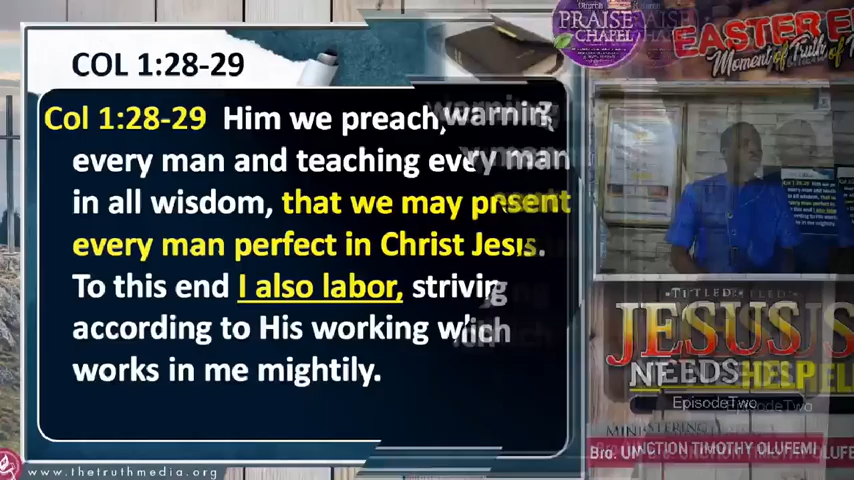 COL 1:28-29
Col 1:28-29 Him we preach, warning
every man and teaching every man
in all wisdom, that we may present
every man perfect in Christ Jesus.
To this end I also labor, striving
according to His working which
works in me mightily.
www.thetruthmedia.org
PRAISE
CHAPEL
EASTER
Moment of Truth
TITLED
JESUS
NEEDS HELPE
Episode Two
MINISTERING
Bro. UNCTION TIMOTHY OLUFEMI